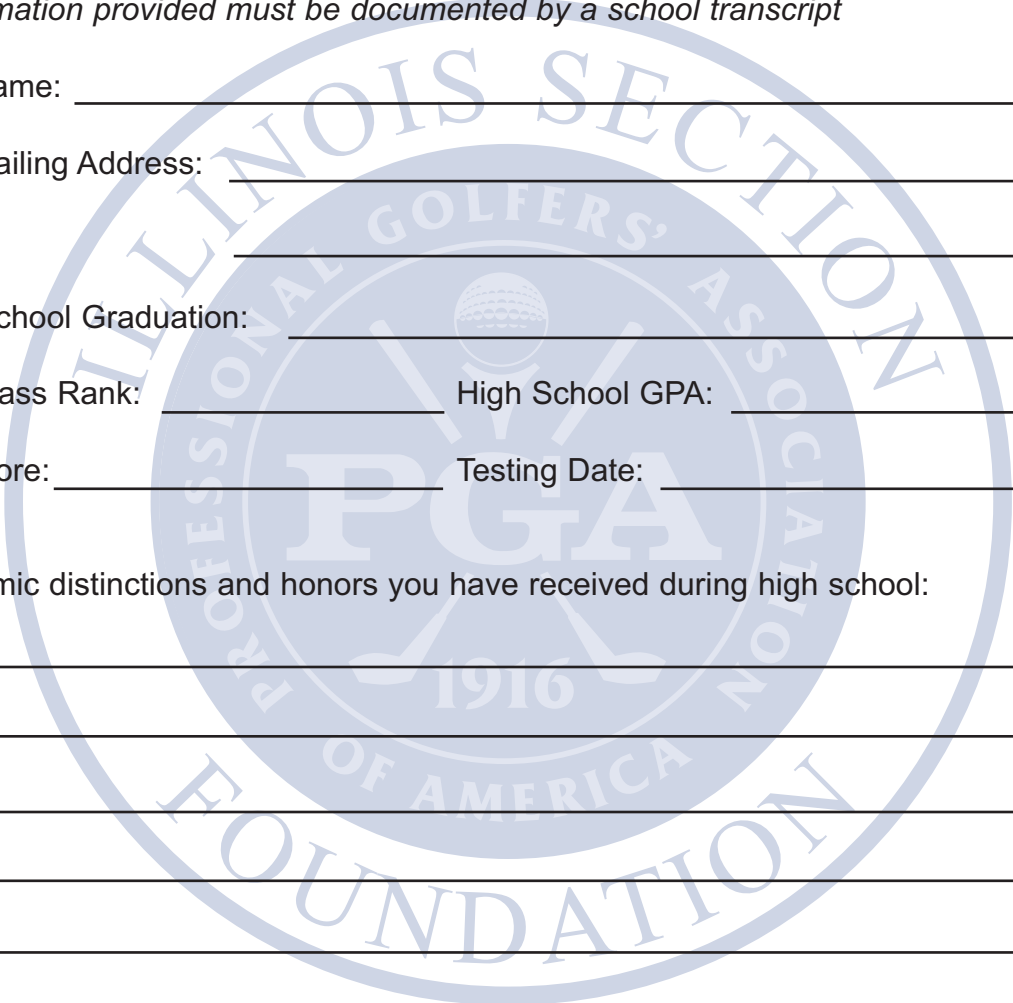 mation provided must be documented by a school transcript
ame:
ailing Address:
chool Graduation:
ass Rank: High School GPA:
ore: Testing Date:
mic distinctions and honors you have received during high school:
ILLINOIS SECTION
FOUNDATION
PROFESSIONAL GOLFERS' ASSOCIATION
OF AMERICA
PGA
1916